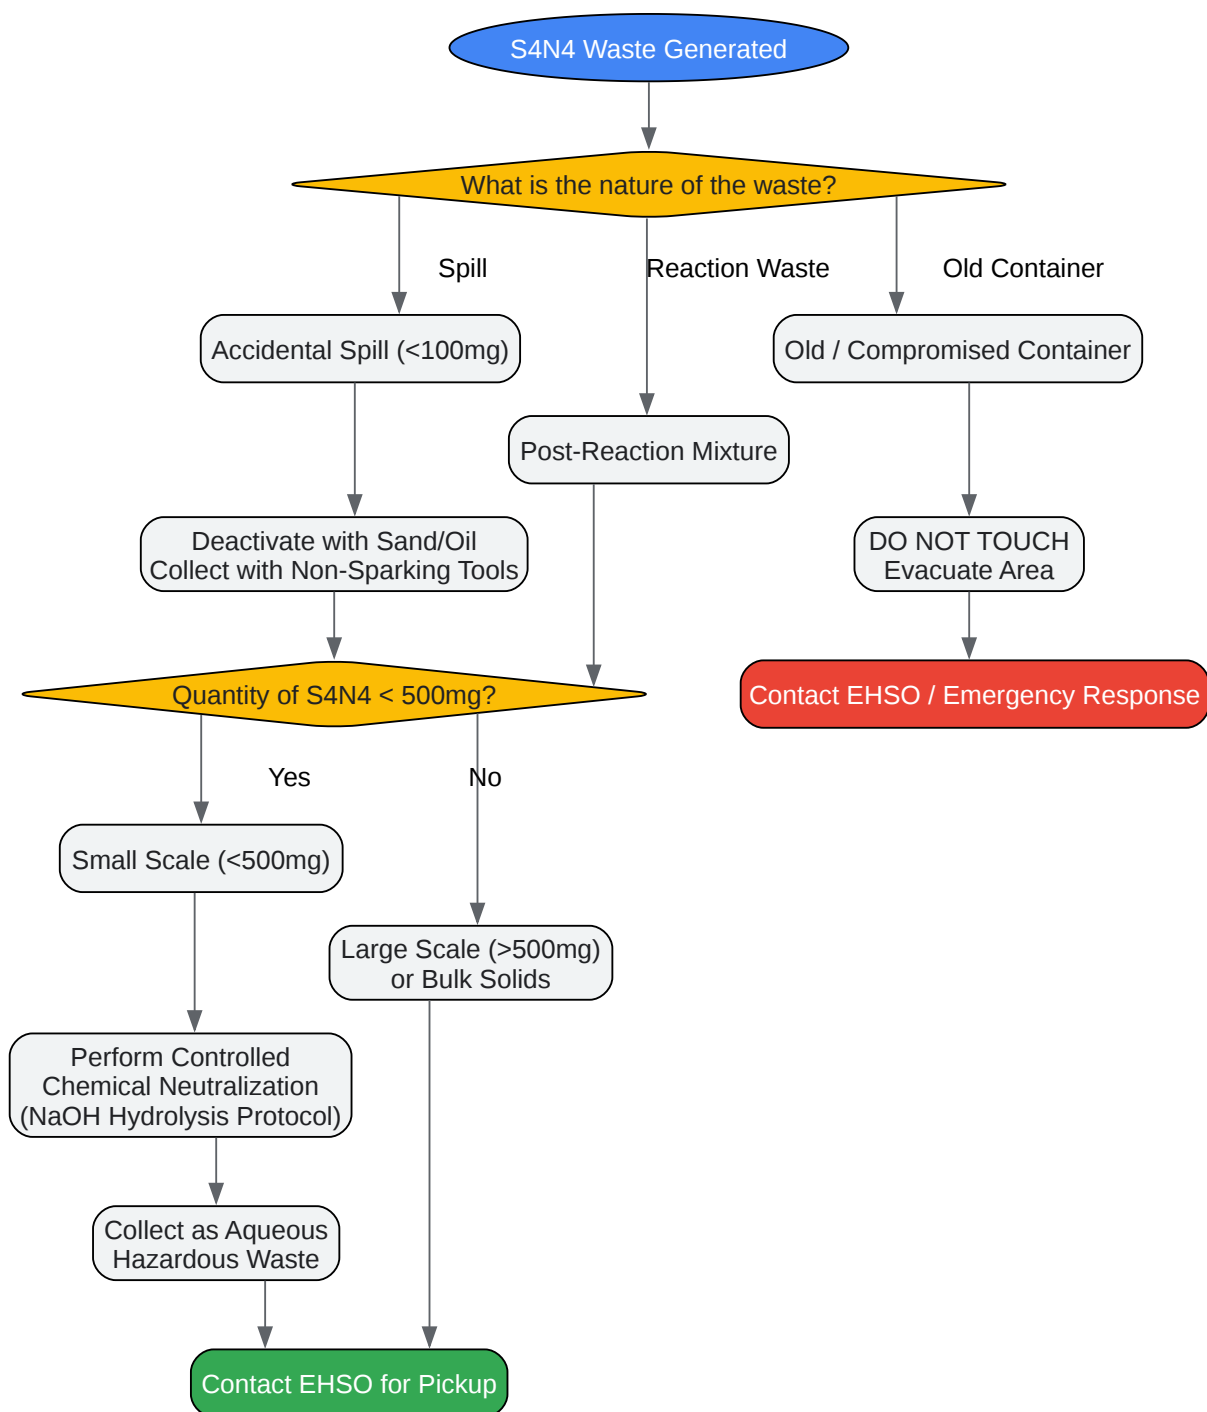 S4N4 Waste Generated
What is the nature of the waste?
Spill
Reaction Waste
Old Container
Accidental Spill (<100mg)
Old / Compromised Container
Post-Reaction Mixture
Deactivate with Sand/Oil
Collect with Non-Sparking Tools
DO NOT TOUCH
Evacuate Area
Quantity of S4N4 < 500mg?
Contact EHSO / Emergency Response
Yes
No
Small Scale (<500mg)
Large Scale (>500mg)
or Bulk Solids
Perform Controlled
Chemical Neutralization
(NaOH Hydrolysis Protocol)
Collect as Aqueous
Hazardous Waste
Contact EHSO for Pickup